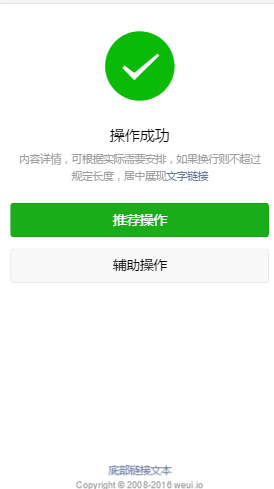 操作成功
内容详情，可根据实际需要安排，如果换行则不超过
规定长度，居中展现文字链接
推荐操作
辅助操作
底部链接文本
Copyright © 2008-2016 weui.io